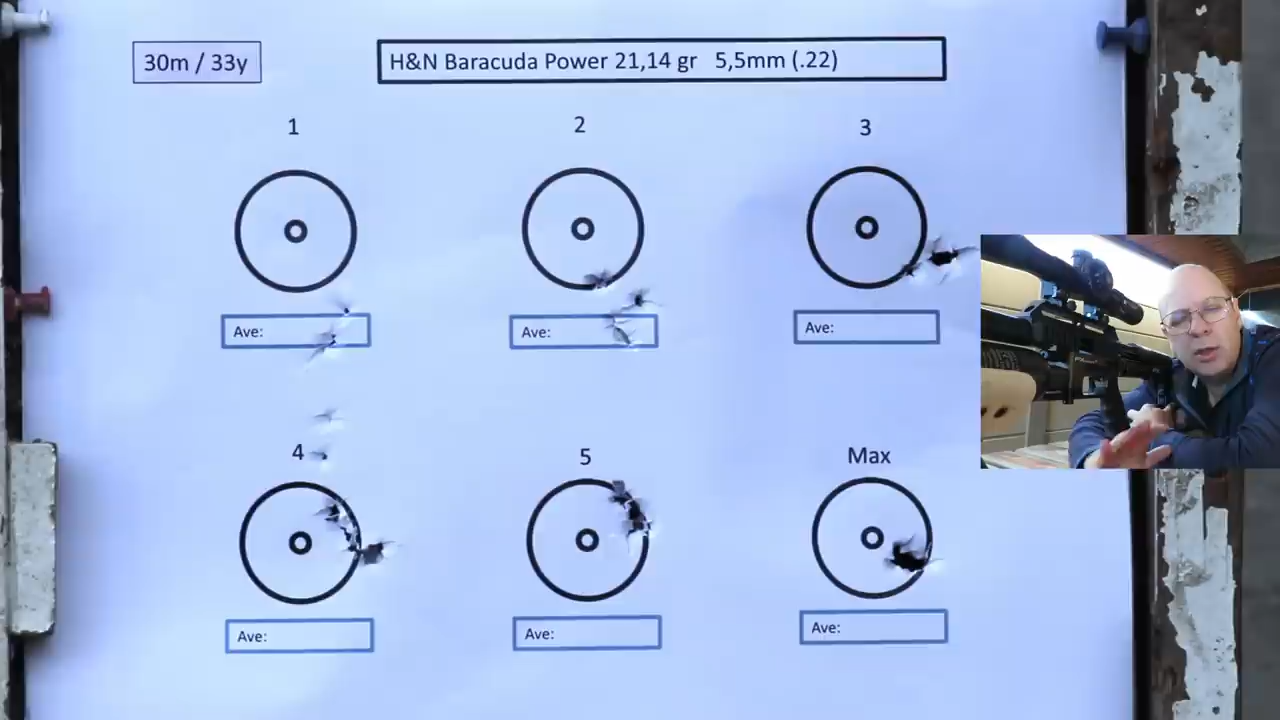 30m / 33y
H&N Baracuda Power 21,14 gr 5,5mm (.22)
1
2
3
Ave:
Ave:
Ave:
4
5
Max
Ave:
Ave:
Ave: